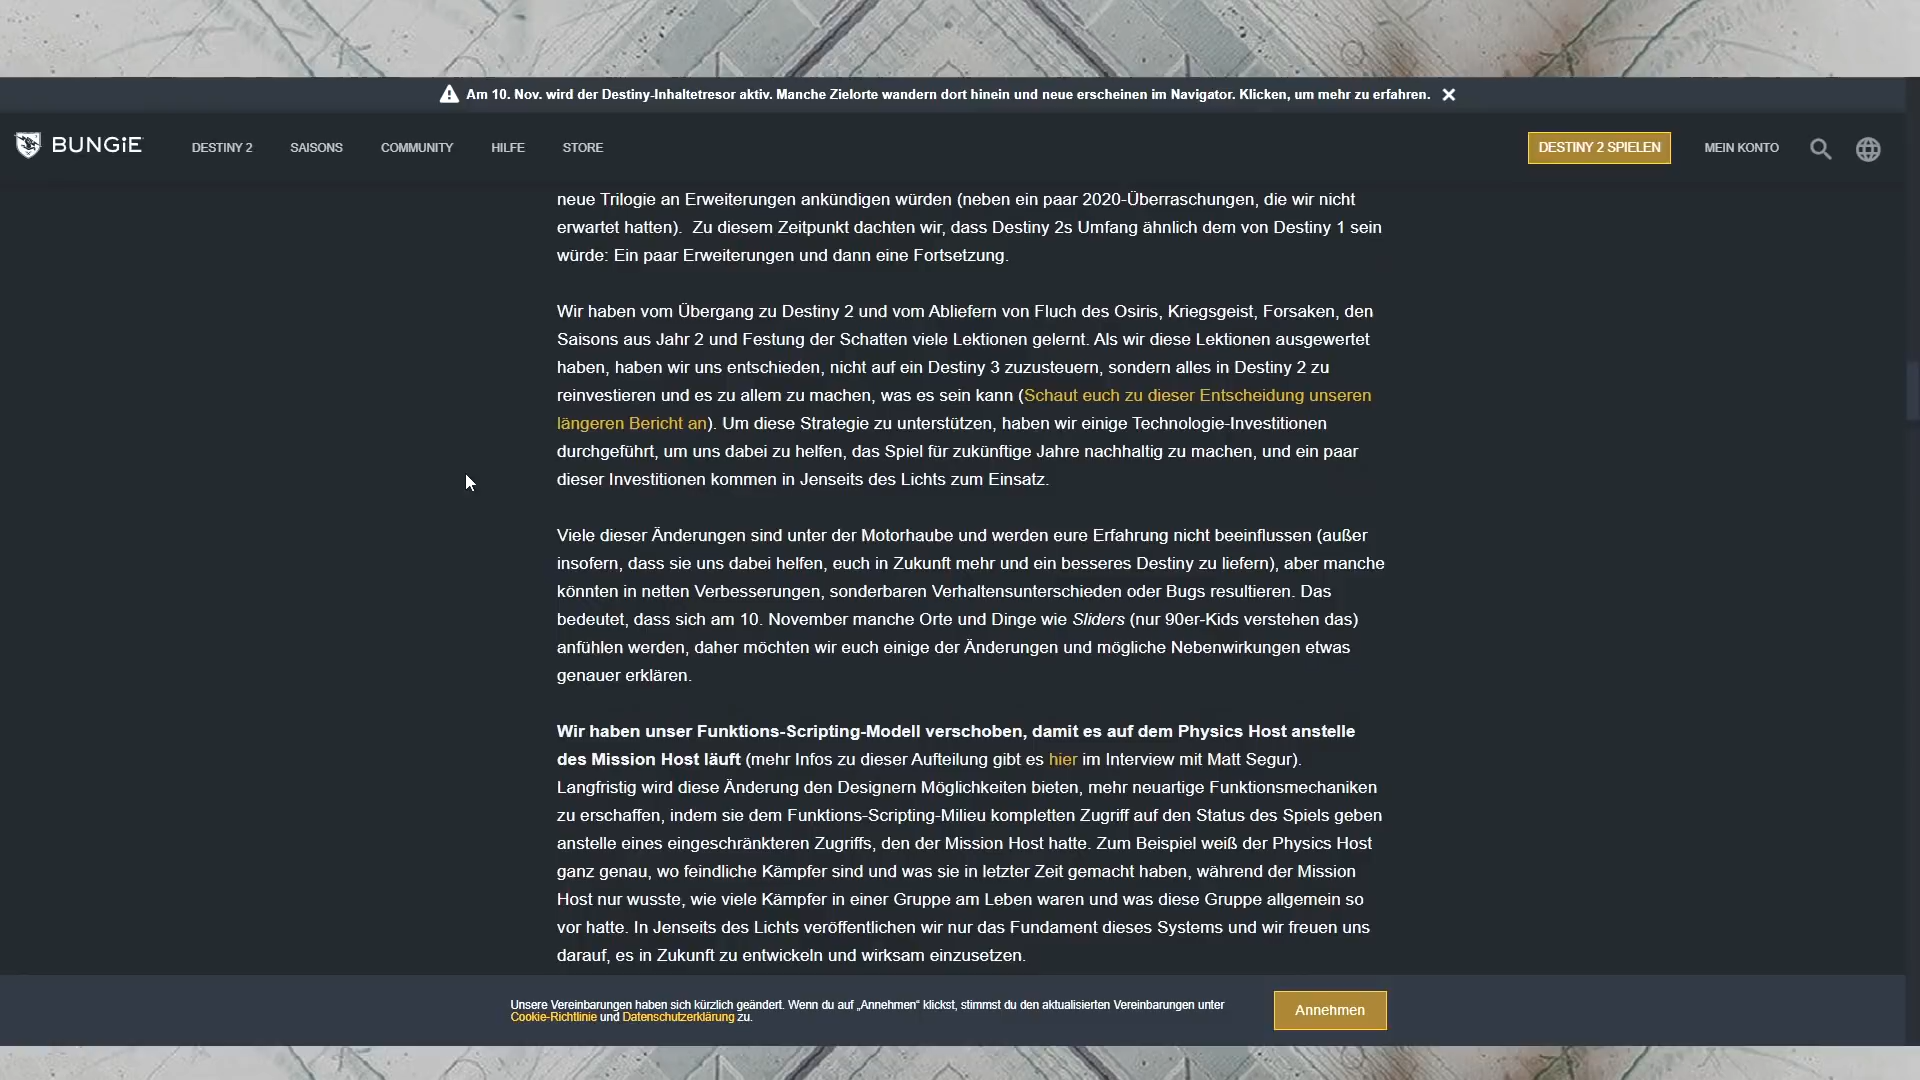 Am 10. Nov. wird der Destiny-Inhaltetresor aktiv. Manche Zielorte wandern dort hinein und neue erscheinen im Navigator. Klicken, um mehr zu erfahren.
BUNGiE
DESTINY 2 SAISONS COMMUNITY HILFE STORE DESTINY 2 SPIELEN MEIN KONTO
neue Trilogie an Erweiterungen ankündigen würden (neben ein paar 2020-Überraschungen, die wir nicht
erwartet hatten). Zu diesem Zeitpunkt dachten wir, dass Destiny 2s Umfang ähnlich dem von Destiny 1 sein
würde: Ein paar Erweiterungen und dann eine Fortsetzung.
Wir haben vom Übergang zu Destiny 2 und vom Abliefern von Fluch des Osiris, Kriegsgeist, Forsaken, den
Saisons aus Jahr 2 und Festung der Schatten viele Lektionen gelernt. Als wir diese Lektionen ausgewertet
haben, haben wir uns entschieden, nicht auf ein Destiny 3 zuzusteuern, sondern alles in Destiny 2 zu
reinvestieren und es zu allem zu machen, was es sein kann (Schaut euch zu dieser Entscheidung unseren
längeren Bericht an). Um diese Strategie zu unterstützen, haben wir einige Technologie-Investitionen
durchgeführt, um uns dabei zu helfen, das Spiel für zukünftige Jahre nachhaltig zu machen, und ein paar
dieser Investitionen kommen in Jenseits des Lichts zum Einsatz.
Viele dieser Änderungen sind unter der Motorhaube und werden eure Erfahrung nicht beeinflussen (außer
insofern, dass sie uns dabei helfen, euch in Zukunft mehr und ein besseres Destiny zu liefern), aber manche
könnten in netten Verbesserungen, sonderbaren Verhaltensunterschieden oder Bugs resultieren. Das
bedeutet, dass sich am 10. November manche Orte und Dinge wie Sliders (nur 90er-Kids verstehen das)
anfühlen werden, daher möchten wir euch einige der Änderungen und mögliche Nebenwirkungen etwas
genauer erklären.
Wir haben unser Funktions-Scripting-Modell verschoben, damit es auf dem Physics Host anstelle
des Mission Host läuft (mehr Infos zu dieser Aufteilung gibt es hier im Interview mit Matt Segur).
Langfristig wird diese Änderung den Designern Möglichkeiten bieten, mehr neuartige Funktionsmechaniken
zu erschaffen, indem sie dem Funktions-Scripting-Milieu kompletten Zugriff auf den Status des Spiels geben
anstelle eines eingeschränkteren Zugriffs, den der Mission Host hatte. Zum Beispiel weiß der Physics Host
ganz genau, wo feindliche Kämpfer sind und was sie in letzter Zeit gemacht haben, während der Mission
Host nur wusste, wie viele Kämpfer in einer Gruppe am Leben waren und was diese Gruppe allgemein so
vor hatte. In Jenseits des Lichts veröffentlichen wir nur das Fundament dieses Systems und wir freuen uns
darauf, es in Zukunft zu entwickeln und wirksam einzusetzen.
Unsere Vereinbarungen haben sich kürzlich geändert. Wenn du auf „Annehmen“ klickst, stimmst du den aktualisierten Vereinbarungen unter
Cookie-Richtlinie und Datenschutzerklärung zu.
Annehmen